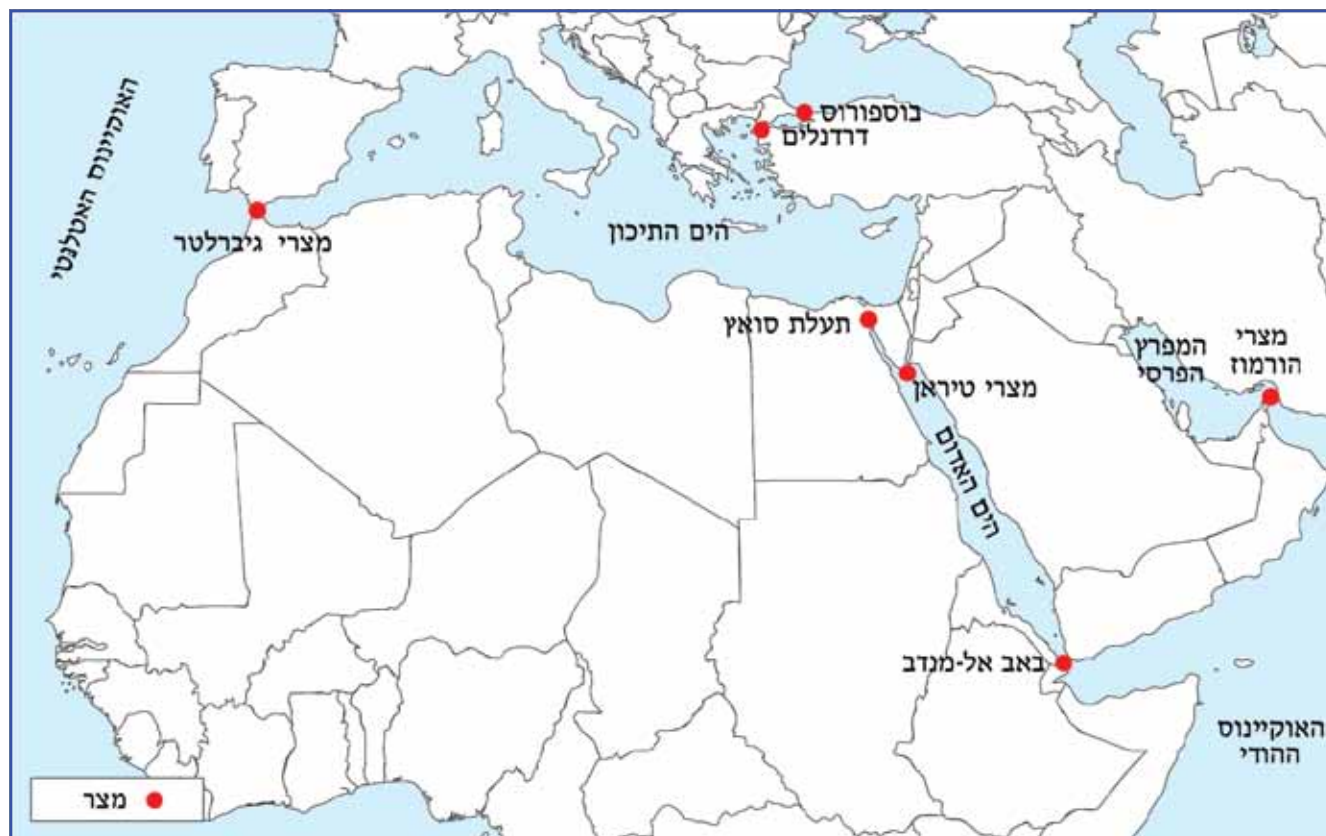 האוקיינוס האטלנטי
בוספורוס
דרדנלים
מצרי גיברלטר
הים התיכון
תעלת סואץ
מצרי טיראן
המפרץ
הפרסי
מצרי
הורמוז
הים האדום
באב אל-מנדב
האוקיינוס
ההודי
מצר